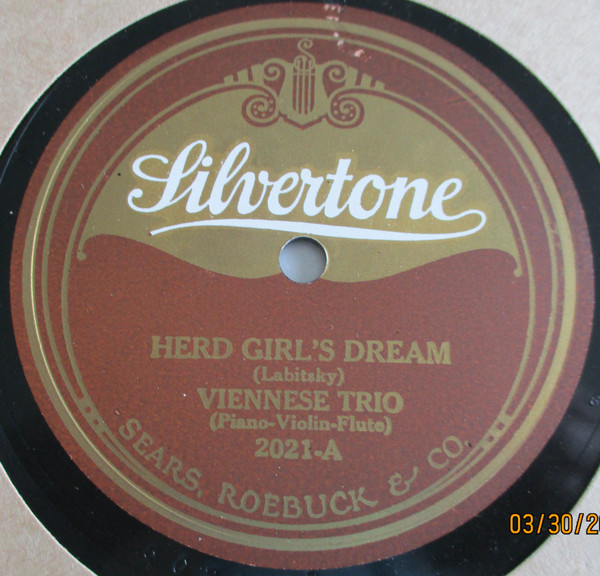 Silvertone
HERD GIRL'S DREAM
(Labitsky)
VIENNESE TRIO
(Piano-Violin-Flute)
2021-A
SEARS, ROEBUCK & CO.
03/30/2